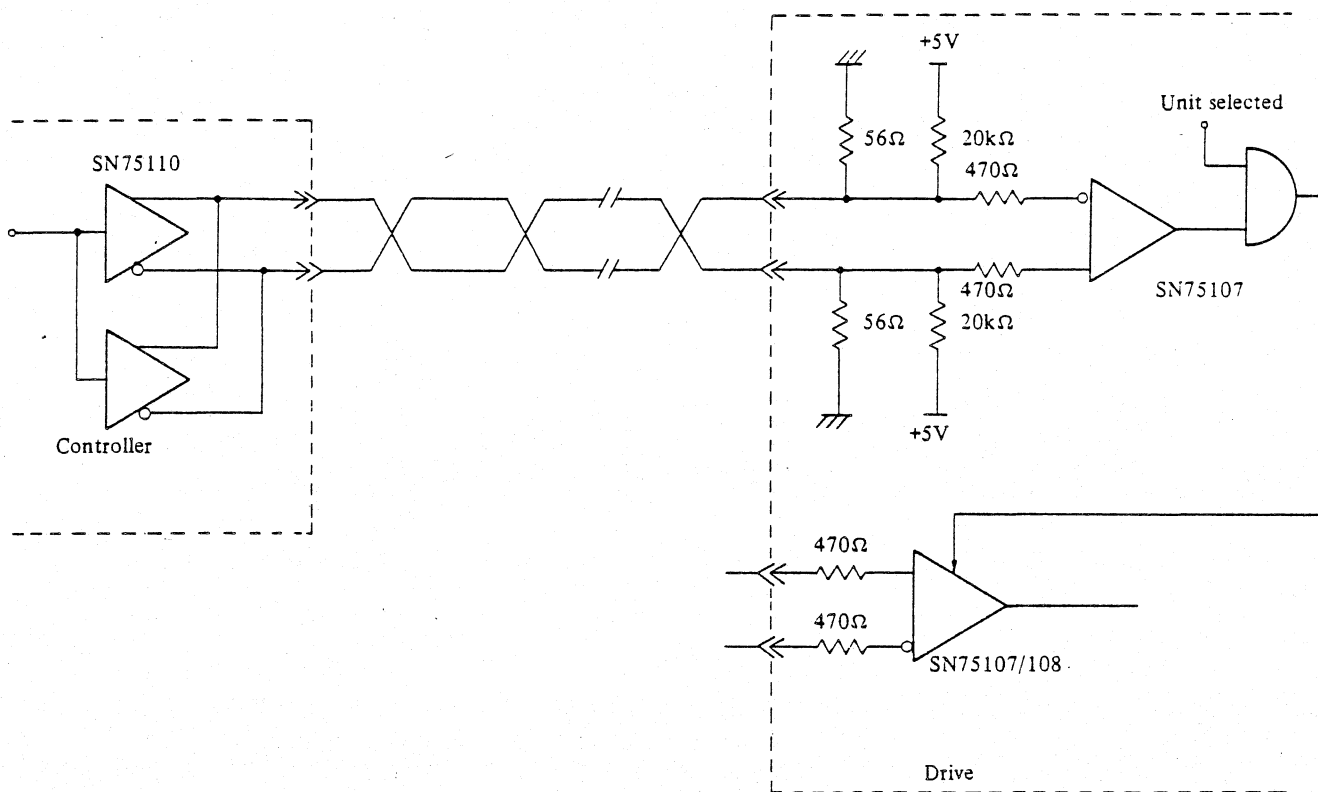 +5V
Unit selected
SN75110
56Ω
20kΩ
470Ω
SN75107
470Ω
56Ω
20kΩ
+5V
Controller
470Ω
470Ω
SN75107/108
Drive